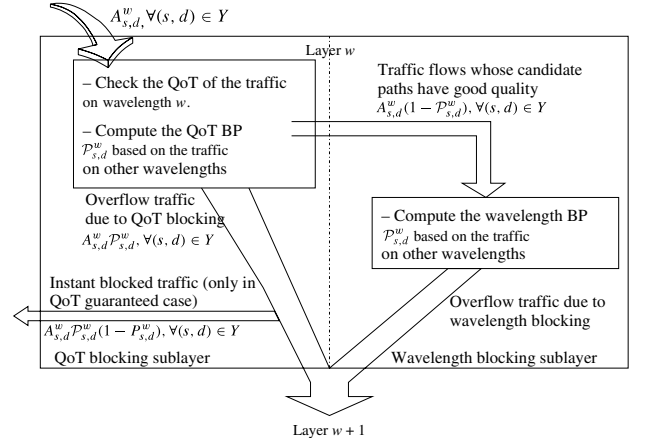 A^w_{s,d}, ∀(s, d) ∈ Y
Layer w
– Check the QoT of the traffic
on wavelength w.
– Compute the QoT BP
𝒫^w_{s,d} based on the traffic
on other wavelengths
Traffic flows whose candidate
paths have good quality
A^w_{s,d}(1 − 𝒫^w_{s,d}), ∀(s, d) ∈ Y
Overflow traffic
due to QoT blocking
A^w_{s,d}𝒫^w_{s,d}, ∀(s, d) ∈ Y
– Compute the wavelength BP
𝒫^w_{s,d} based on the traffic
on other wavelengths
Instant blocked traffic (only in
QoT guaranteed case)
A^w_{s,d}𝒫^w_{s,d}(1 − P^w_{s,d}), ∀(s, d) ∈ Y
QoT blocking sublayer
Overflow traffic due to
wavelength blocking
Wavelength blocking sublayer
Layer w + 1